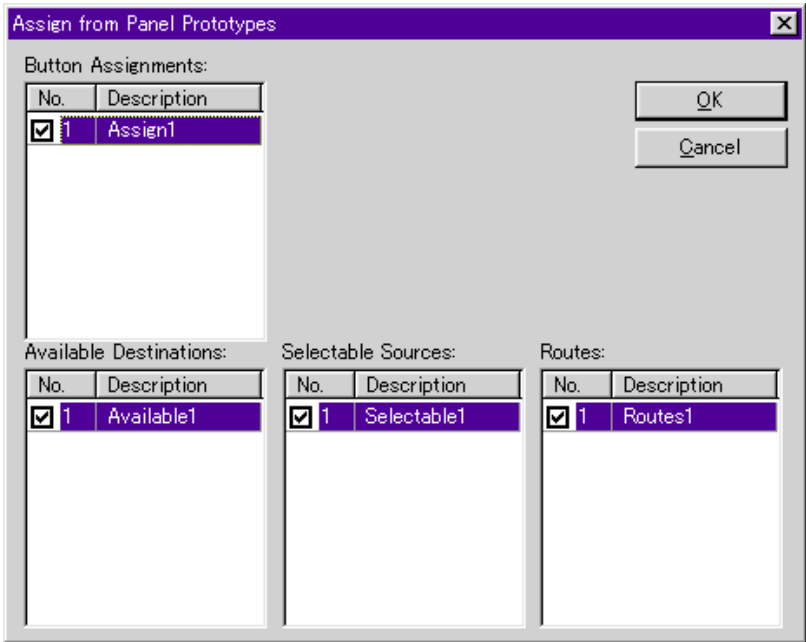 Assign from Panel Prototypes
Button Assignments:
No. Description
1 Assign1
OK
Cancel
Available Destinations:
No. Description
1 Available1
Selectable Sources:
No. Description
1 Selectable1
Routes:
No. Description
1 Routes1